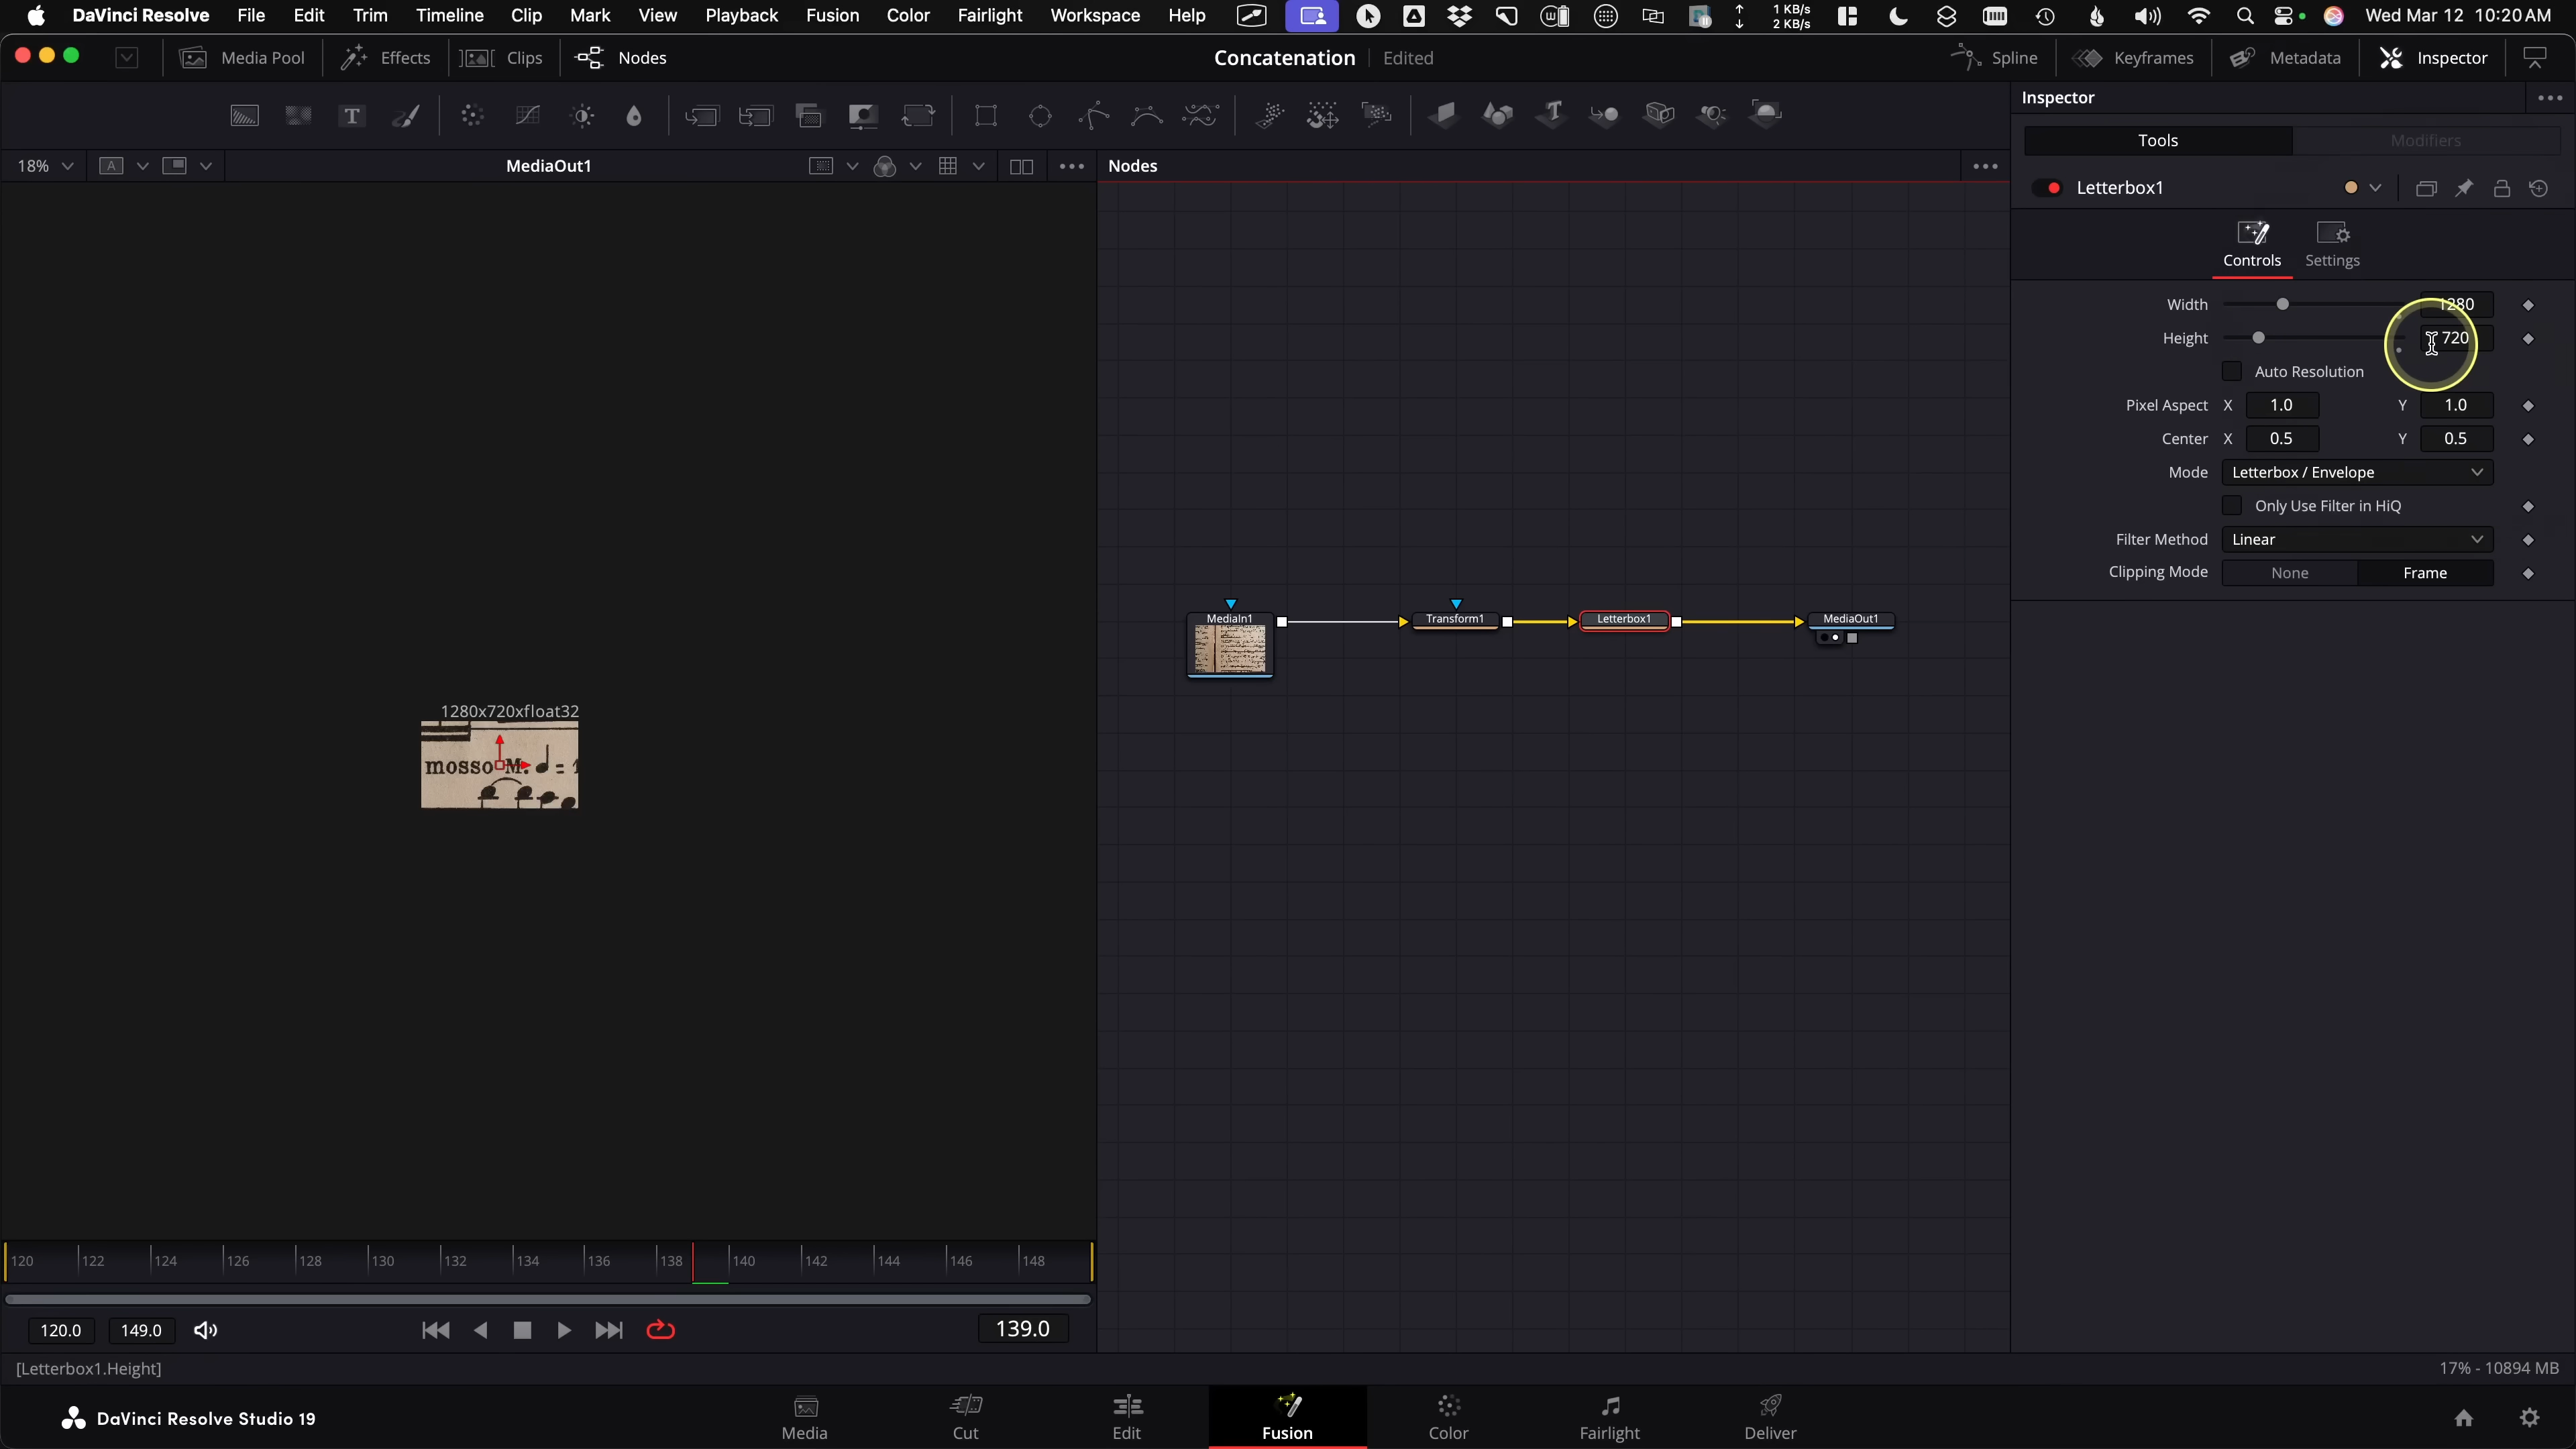 DaVinci Resolve File Edit Trim Timeline Clip Mark View Playback Fusion Color Fairlight Workspace Help 1 KB/s 2 KB/s Wed Mar 12 10:20 AM
Media Pool Effects Clips Nodes Concatenation Edited Spline Keyframes Metadata Inspector
Inspector
Tools Modifiers
18% A MediaOut1 Nodes
Letterbox1
Controls Settings
Width 1280
Height 720
Auto Resolution
Pixel Aspect X 1.0 Y 1.0
Center X 0.5 Y 0.5
Mode Letterbox / Envelope
Only Use Filter in HiQ
Filter Method Linear
Clipping Mode None Frame
MediaIn1 Transform1 Letterbox1 MediaOut1
1280x720xfloat32
mosso M. =
120 122 124 126 128 130 132 134 136 138 140 142 144 146 148
120.0 149.0 139.0
[Letterbox1.Height] 17% - 10894 MB
DaVinci Resolve Studio 19
Media Cut Edit Fusion Color Fairlight Deliver